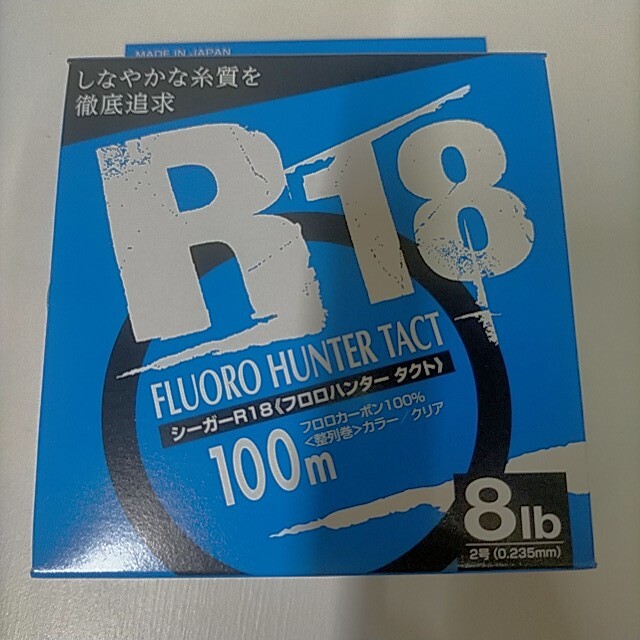 MADE IN JAPAN
しなやかな糸質を
徹底追求
R18
FLUORO HUNTER TACT
シーガーR18《フロロハンター タクト》
フロロカーボン100%
<整列巻>カラー/クリア
100m
8lb
2号(0.235mm)